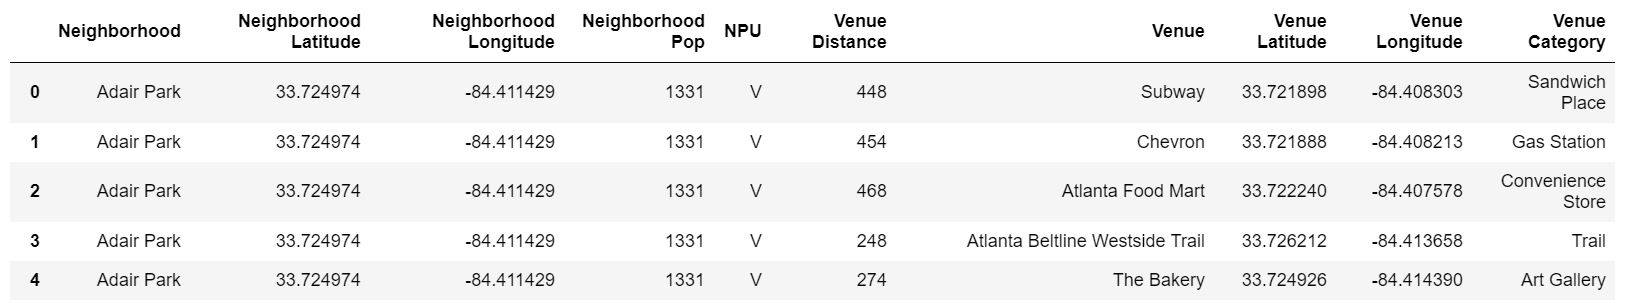 Neighborhood Neighborhood Latitude Neighborhood Longitude Neighborhood Pop NPU Venue Distance Venue Venue Latitude Venue Longitude Venue Category
0 Adair Park 33.724974 -84.411429 1331 V 448 Subway 33.721898 -84.408303 Sandwich Place
1 Adair Park 33.724974 -84.411429 1331 V 454 Chevron 33.721888 -84.408213 Gas Station
2 Adair Park 33.724974 -84.411429 1331 V 468 Atlanta Food Mart 33.722240 -84.407578 Convenience Store
3 Adair Park 33.724974 -84.411429 1331 V 248 Atlanta Beltline Westside Trail 33.726212 -84.413658 Trail
4 Adair Park 33.724974 -84.411429 1331 V 274 The Bakery 33.724926 -84.414390 Art Gallery